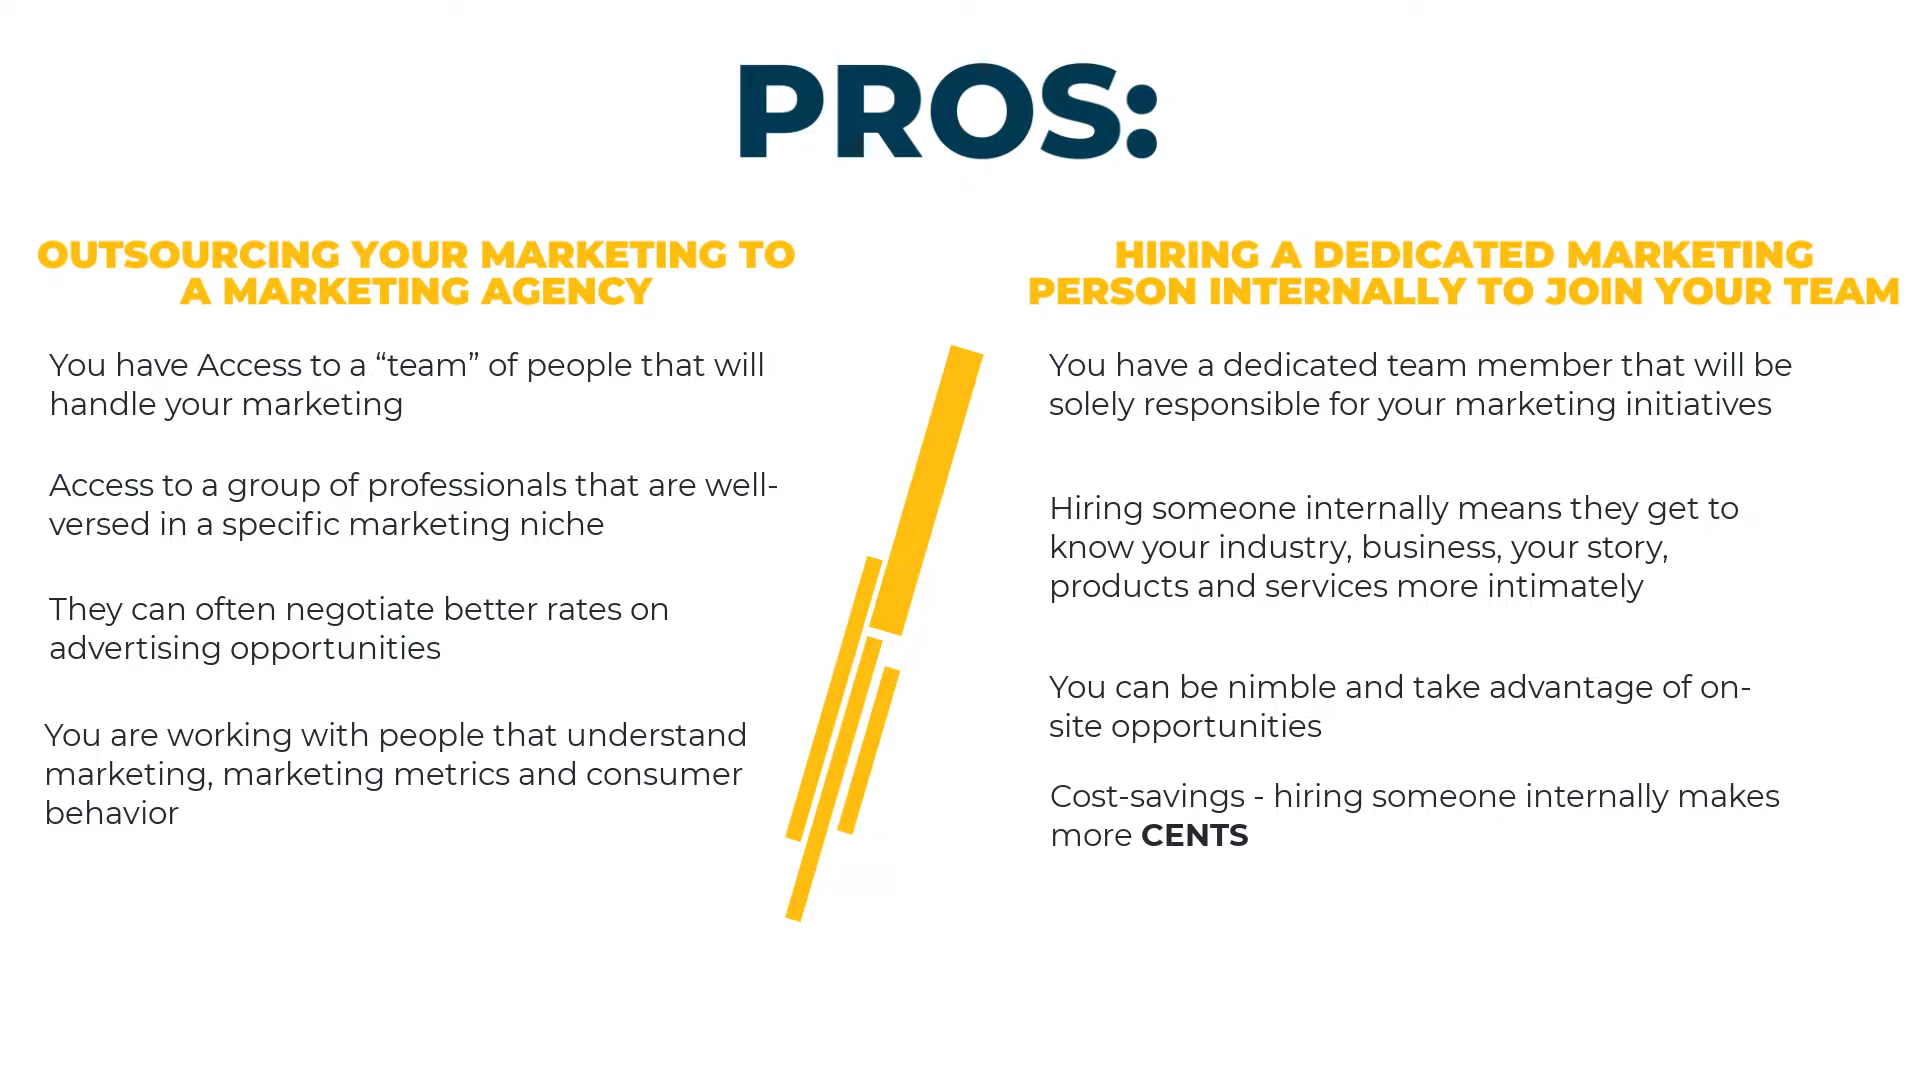 PROS:
OUTSOURCING YOUR MARKETING TO
A MARKETING AGENCY
You have Access to a “team” of people that will
handle your marketing
Access to a group of professionals that are well-
versed in a specific marketing niche
They can often negotiate better rates on
advertising opportunities
You are working with people that understand
marketing, marketing metrics and consumer
behavior
HIRING A DEDICATED MARKETING
PERSON INTERNALLY TO JOIN YOUR TEAM
You have a dedicated team member that will be
solely responsible for your marketing initiatives
Hiring someone internally means they get to
know your industry, business, your story,
products and services more intimately
You can be nimble and take advantage of on-
site opportunities
Cost-savings - hiring someone internally makes
more CENTS